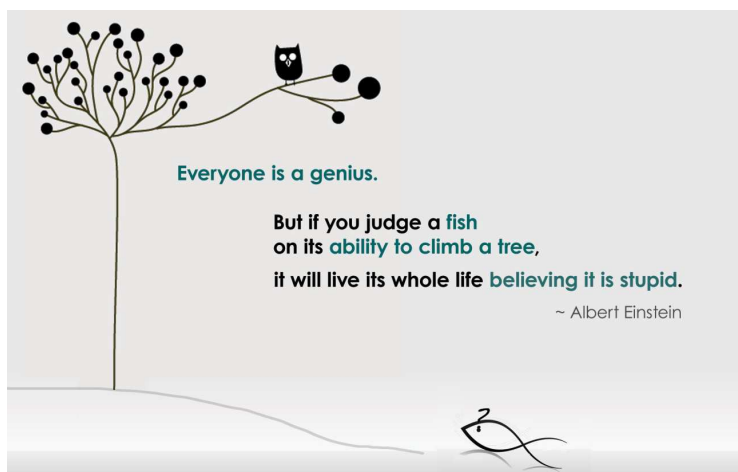 Everyone is a genius.
But if you judge a fish
on its ability to climb a tree,
it will live its whole life believing it is stupid.
~ Albert Einstein